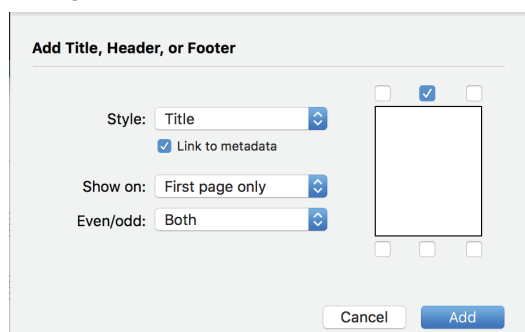 Add Title, Header, or Footer
Style: Title
Link to metadata
Show on: First page only
Even/odd: Both
Cancel Add